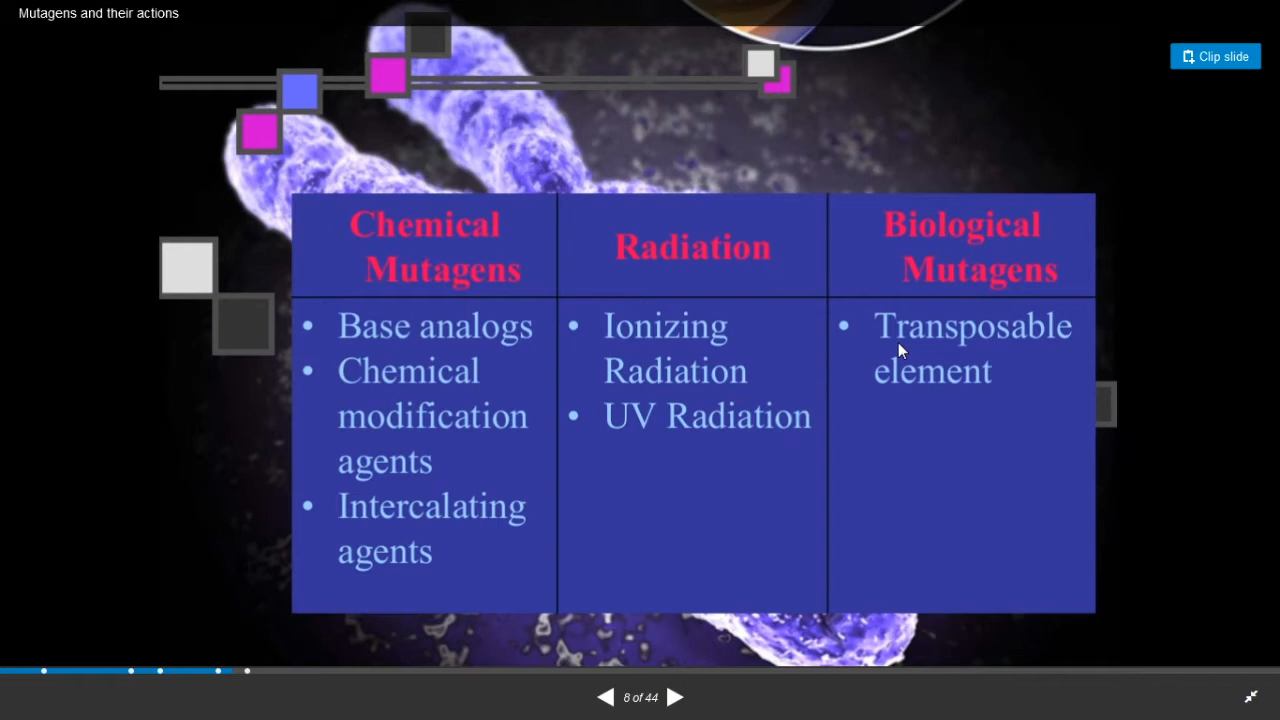 Mutagens and their actions
Clip slide
Chemical
Mutagens
Radiation
Biological
Mutagens
• Base analogs
• Chemical
modification
agents
• Intercalating
agents
• Ionizing
Radiation
• UV Radiation
• Transposable
element
8 of 44